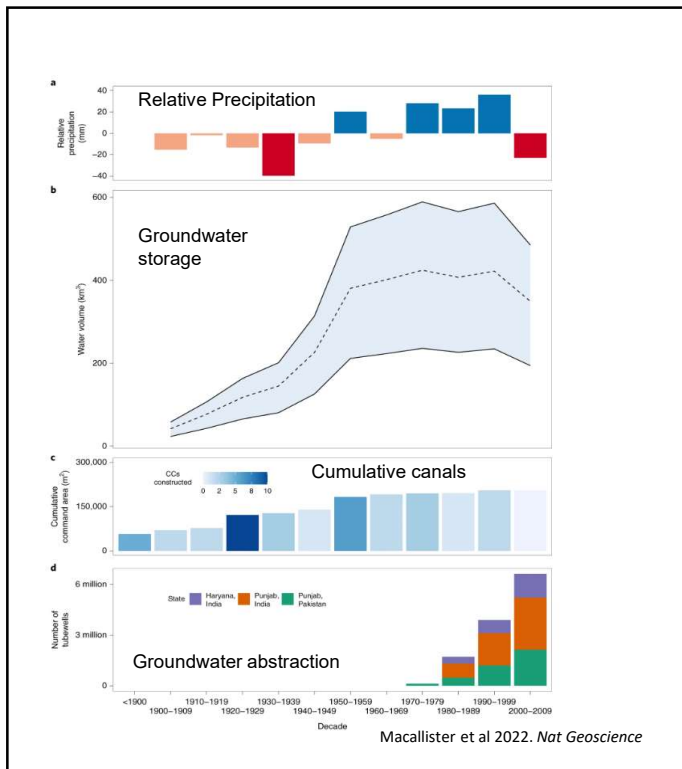 a
Relative Precipitation
Relative
precipitation
(mm)
40
20
0
−20
−40
b
Groundwater
storage
Water volume (km³)
600
400
200
0
c
CCs
constructed
0 2 5 8 10
Cumulative canals
Cumulative
command area (m²)
300,000
150,000
0
d
State
Haryana,
India
Punjab,
India
Punjab,
Pakistan
Number of
tubewells
6 million
3 million
0
Groundwater abstraction
<1900 1910–1919 1930–1939 1950–1959 1970–1979 1990–1999
1900–1909 1920–1929 1940–1949 1960–1969 1980–1989 2000–2009
Decade
Macallister et al 2022. Nat Geoscience